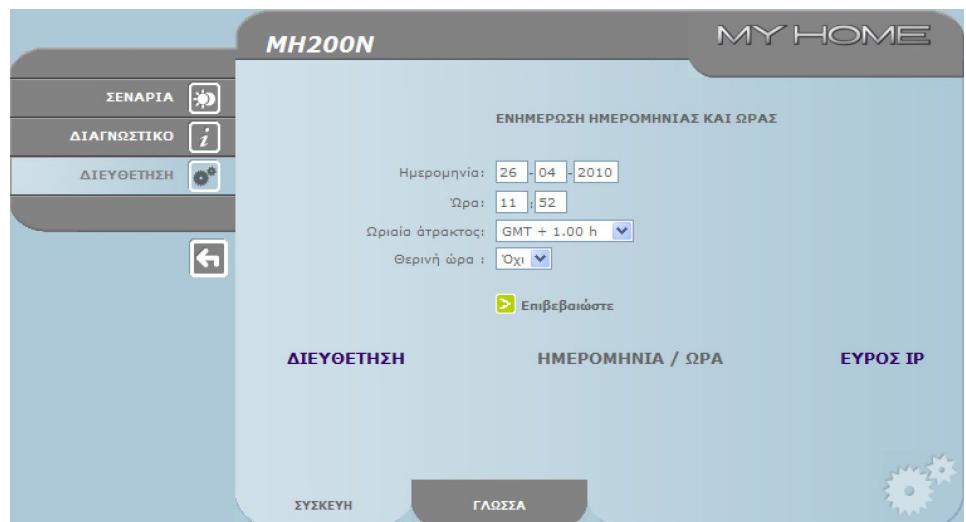 MH200N
MY HOME
ΣΕΝΑΡΙΑ
ΔΙΑΓΝΩΣΤΙΚΟ
ΔΙΕΥΘΕΤΗΣΗ
ΕΝΗΜΕΡΩΣΗ ΗΜΕΡΟΜΗΝΙΑΣ ΚΑΙ ΩΡΑΣ
Ημερομηνία: 26 - 04 - 2010
Ώρα: 11 : 52
Ωριαία άτρακτος: GMT + 1.00 h
Θερινή ώρα : Όχι
Επιβεβαιώστε
ΔΙΕΥΘΕΤΗΣΗ ΗΜΕΡΟΜΗΝΙΑ / ΩΡΑ ΕΥΡΟΣ IP
ΣΥΣΚΕΥΗ ΓΛΩΣΣΑ